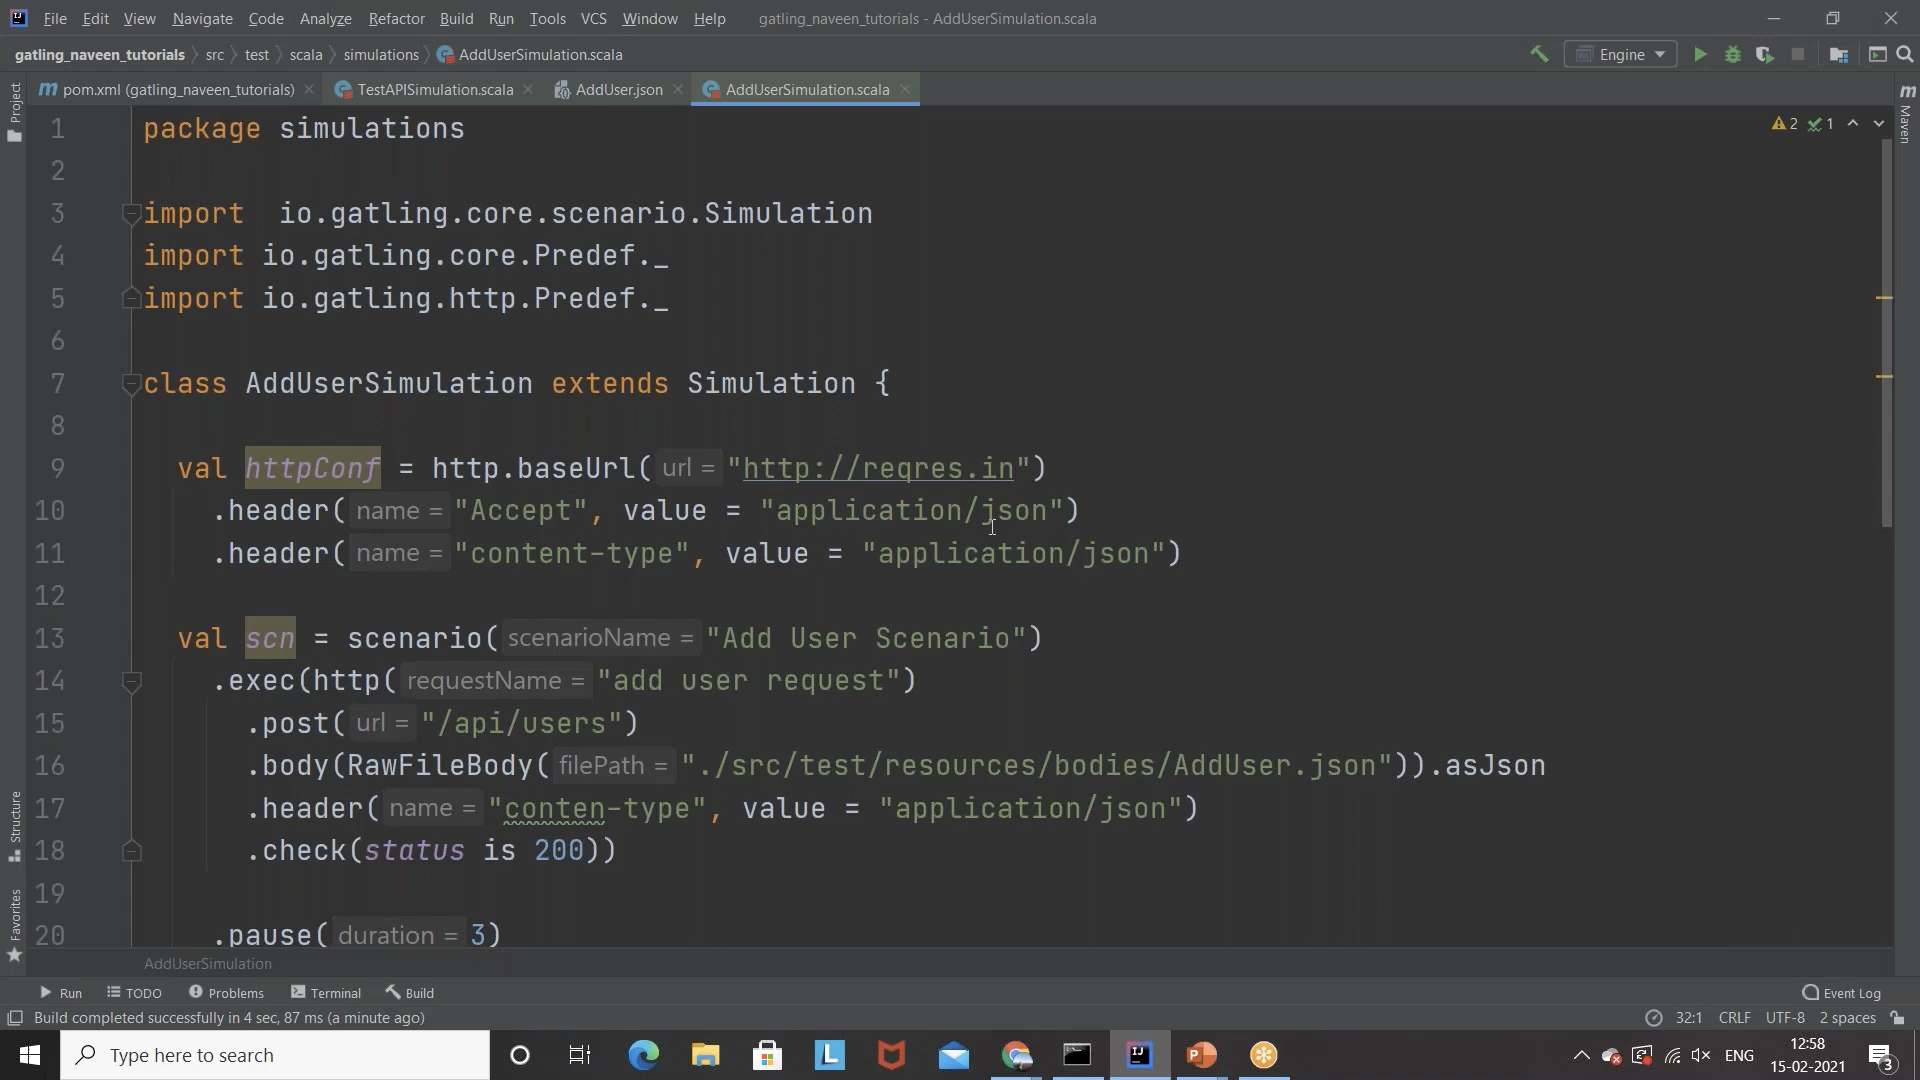 File Edit View Navigate Code Analyze Refactor Build Run Tools VCS Window Help gatling_naveen_tutorials - AddUserSimulation.scala
gatling_naveen_tutorials src test scala simulations AddUserSimulation.scala Engine
Project
pom.xml (gatling_naveen_tutorials) TestAPISimulation.scala AddUser.json AddUserSimulation.scala
Maven
2 1
1 package simulations
2
3 import  io.gatling.core.scenario.Simulation
4 import io.gatling.core.Predef._
5 import io.gatling.http.Predef._
6
7 class AddUserSimulation extends Simulation {
8
9 val httpConf = http.baseUrl( url = "http://reqres.in")
10 .header( name = "Accept", value = "application/json")
11 .header( name = "content-type", value = "application/json")
12
13 val scn = scenario( scenarioName = "Add User Scenario")
14 .exec(http( requestName = "add user request")
15 .post( url = "/api/users")
16 .body(RawFileBody( filePath = "./src/test/resources/bodies/AddUser.json")).asJson
17 .header( name = "conten-type", value = "application/json")
18 .check(status is 200))
19
20 .pause( duration = 3)
Structure
Favorites
AddUserSimulation
Run TODO Problems Terminal Build Event Log
Build completed successfully in 4 sec, 87 ms (a minute ago) 32:1 CRLF UTF-8 2 spaces
Type here to search
ENG
12:58
15-02-2021
3